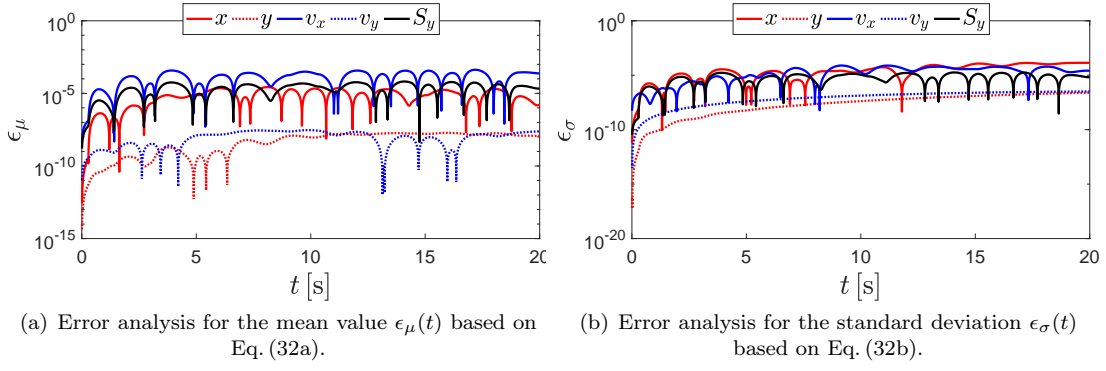 x y v_x v_y S_y
10^0
10^-5
10^-10
10^-15
ϵ_μ
0 5 10 15 20
t [s]
(a) Error analysis for the mean value ϵ_μ(t) based on
Eq. (32a).
x y v_x v_y S_y
10^0
10^-10
10^-20
ϵ_σ
0 5 10 15 20
t [s]
(b) Error analysis for the standard deviation ϵ_σ(t)
based on Eq. (32b).